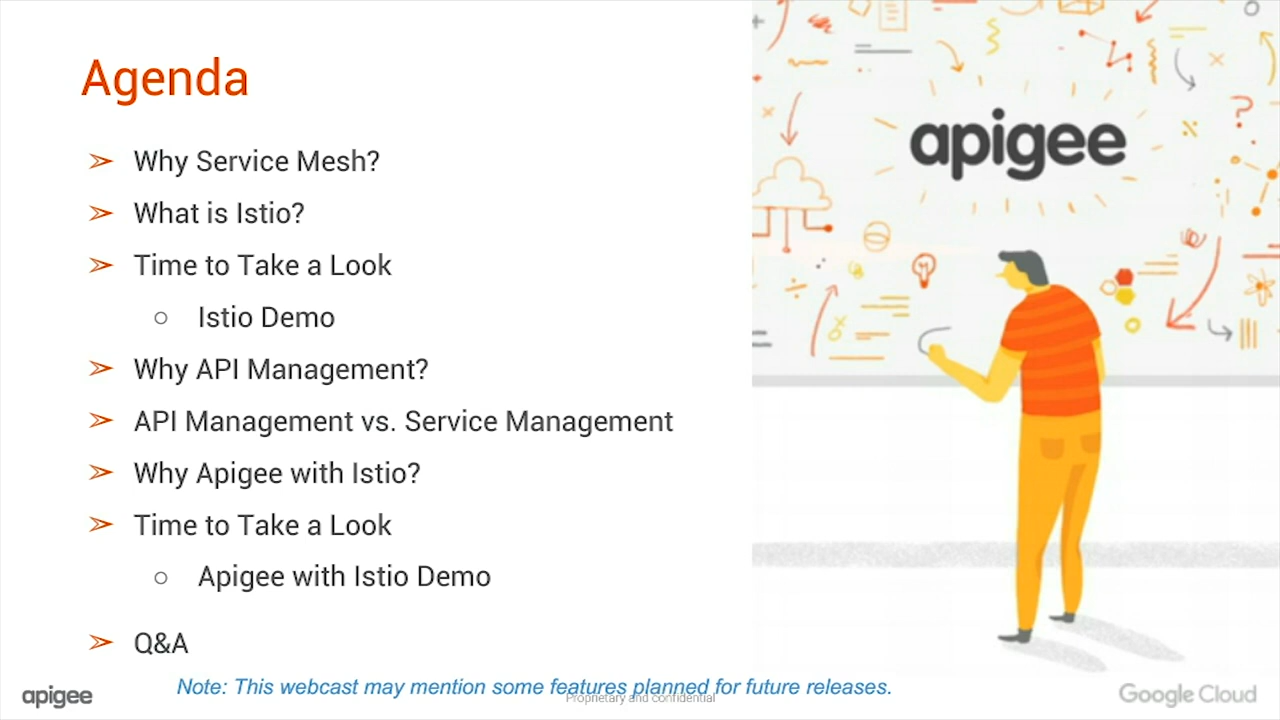 Agenda
➢ Why Service Mesh?
➢ What is Istio?
➢ Time to Take a Look
○ Istio Demo
➢ Why API Management?
➢ API Management vs. Service Management
➢ Why Apigee with Istio?
➢ Time to Take a Look
○ Apigee with Istio Demo
➢ Q&A
apigee
Note: This webcast may mention some features planned for future releases.
apigee
Proprietary and confidential
Google Cloud